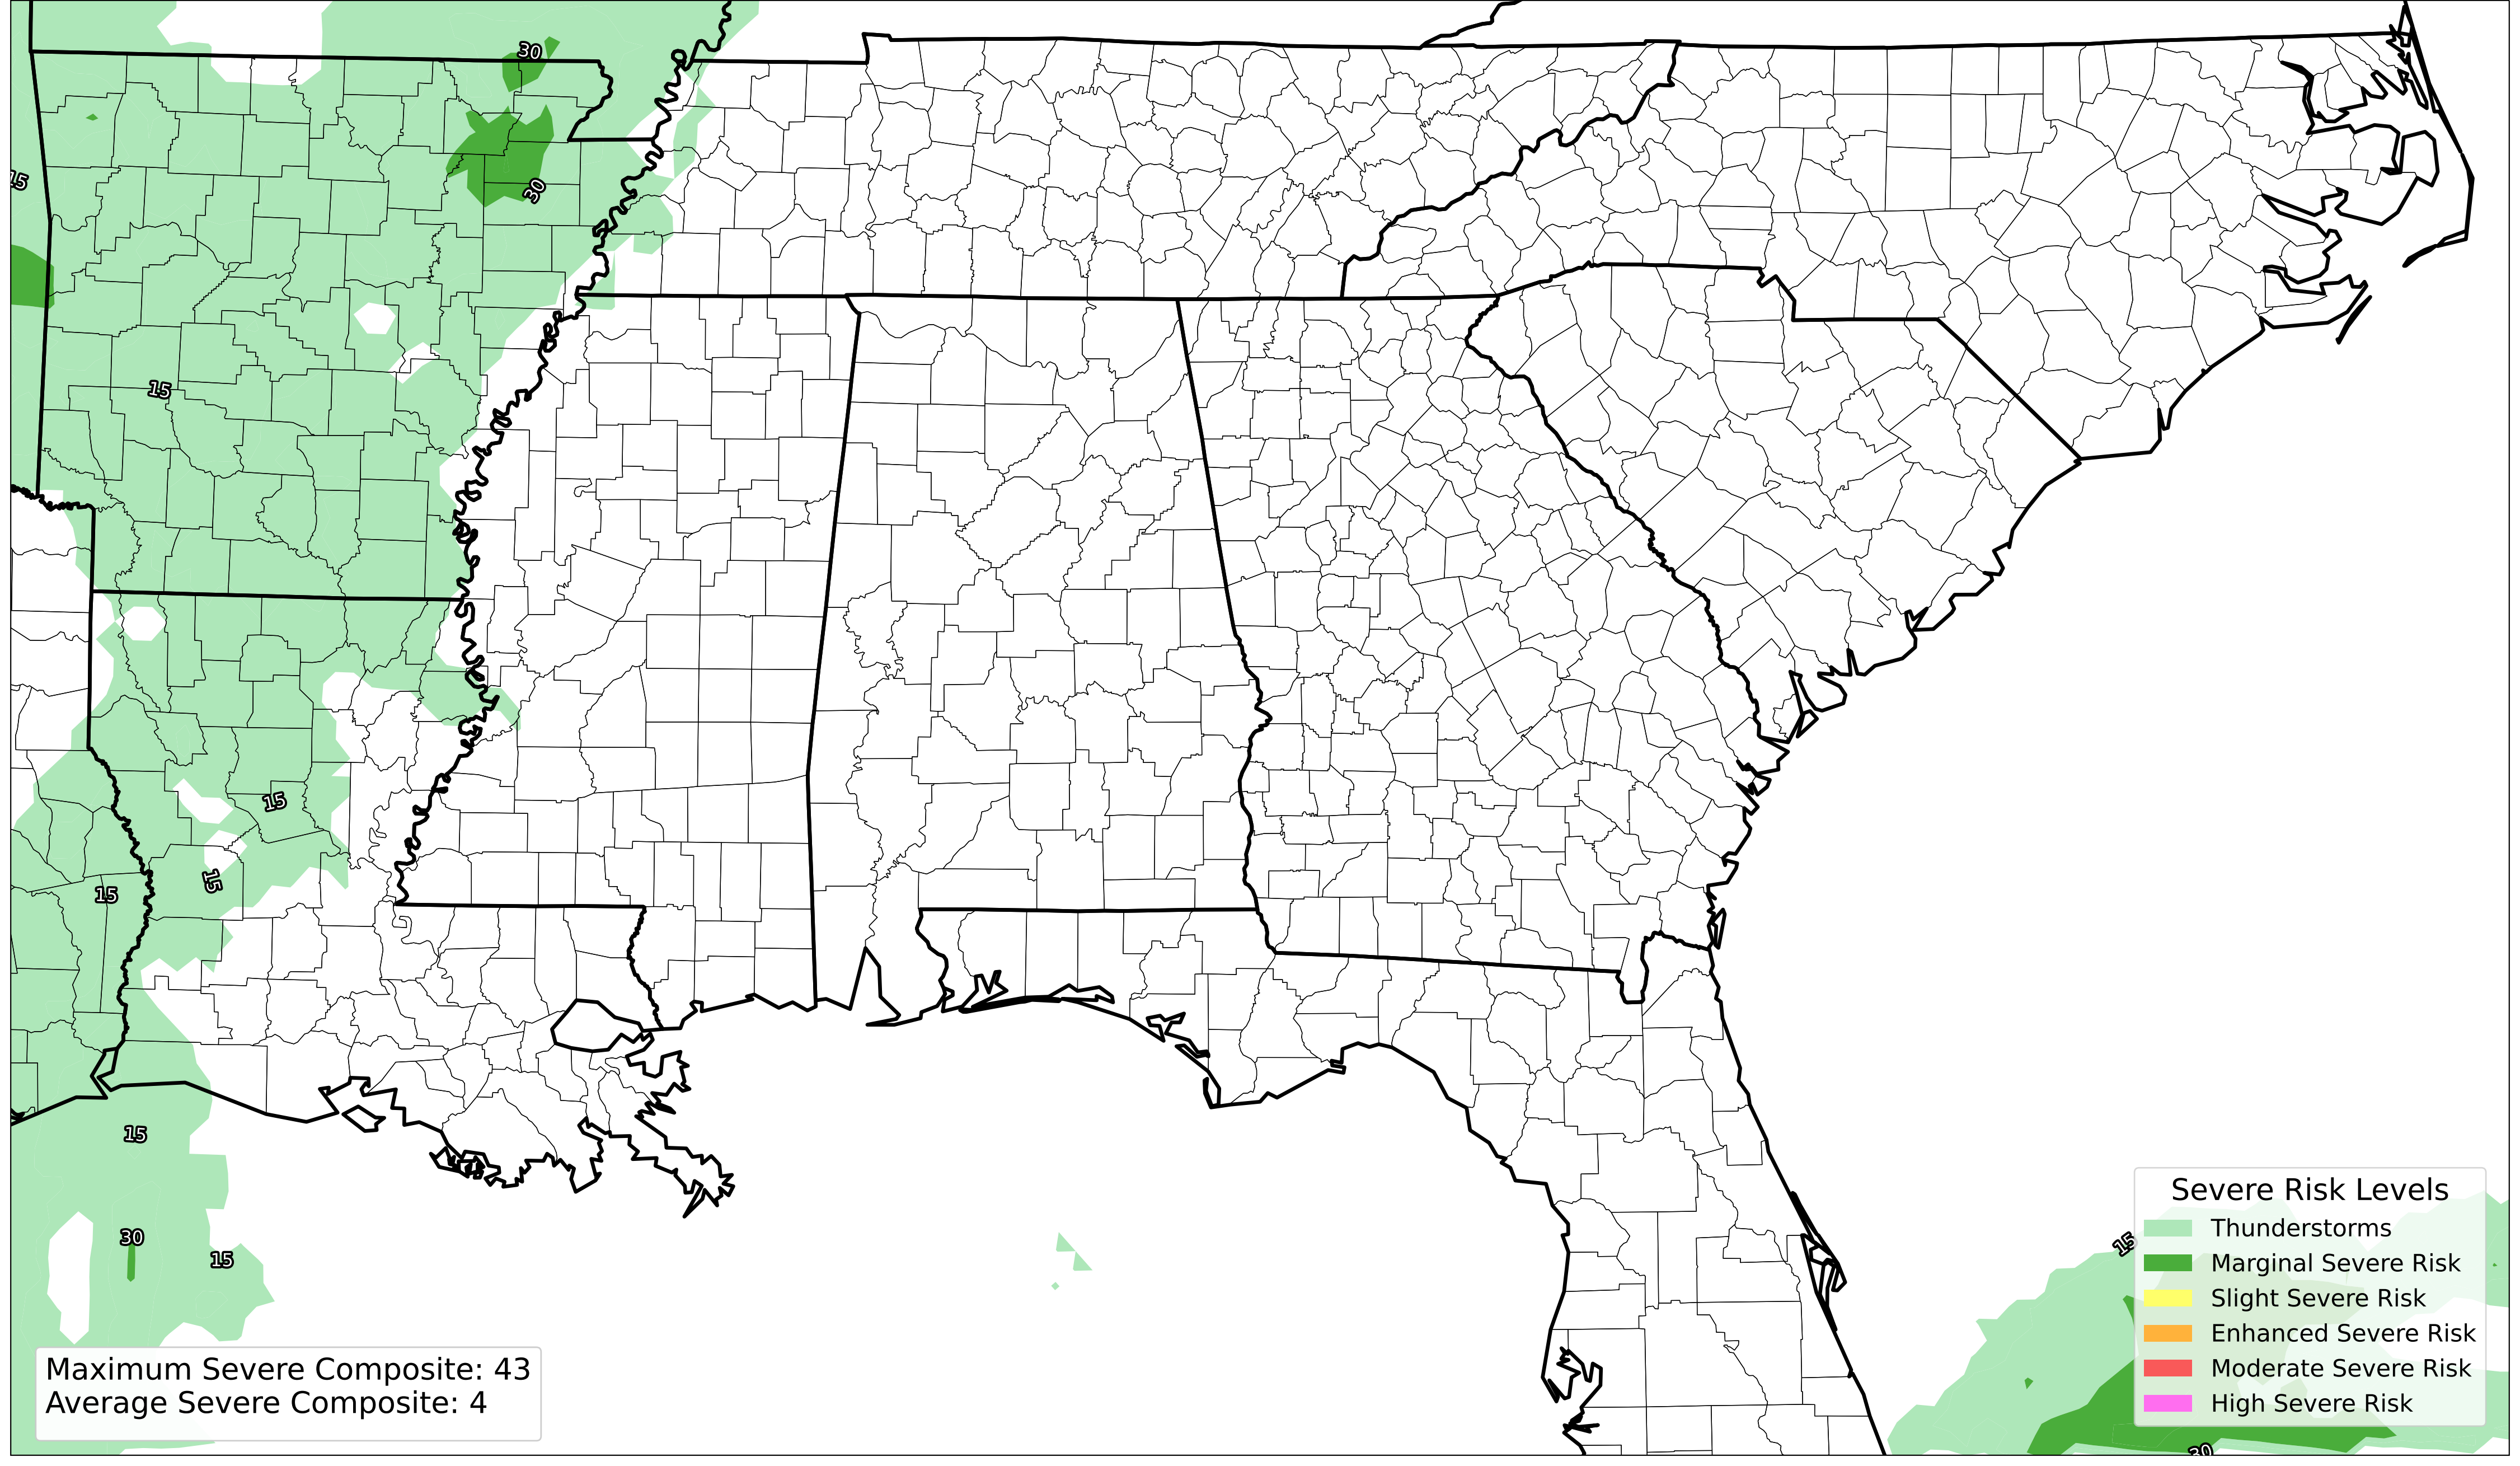 30
15
30
15
15
15
15
15
30
15
15
30
Severe Risk Levels
Thunderstorms
Marginal Severe Risk
Slight Severe Risk
Enhanced Severe Risk
Moderate Severe Risk
High Severe Risk
Maximum Severe Composite: 43
Average Severe Composite: 4